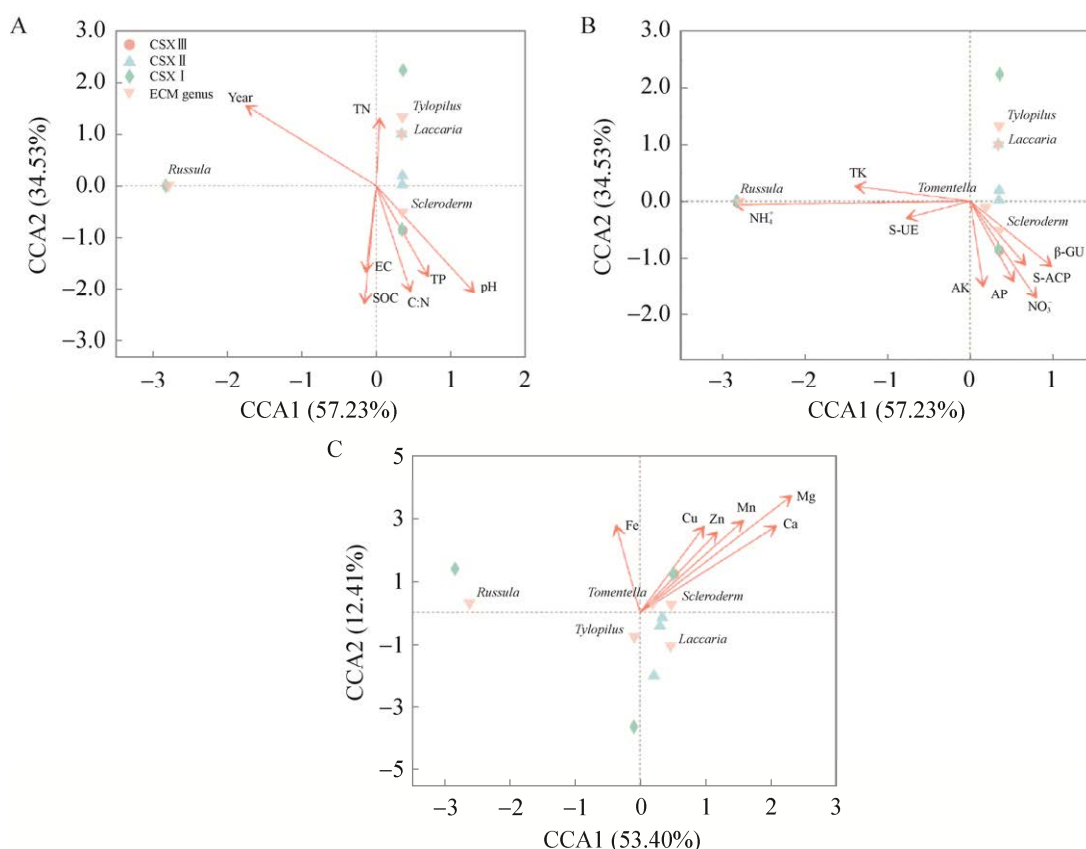 A
3.0
2.0
1.0
0.0
−1.0
−2.0
−3.0
CCA2 (34.53%)
CSXⅢ
CSXⅡ
CSXⅠ
ECM genus
Year
TN
Tylopilus
Laccaria
Russula
Scleroderm
EC
SOC
C:N
TP
pH
−3
−2
−1
0
1
2
CCA1 (57.23%)
B
3.0
2.0
1.0
0.0
−1.0
−2.0
CCA2 (34.53%)
Tylopilus
Laccaria
TK
Russula
Tomentella
NH₄⁺
S-UE
Scleroderm
β-GU
S-ACP
AK
AP
NO₃⁻
−3
−2
−1
0
1
CCA1 (57.23%)
C
5
3
1
−1
−3
−5
CCA2 (12.41%)
Fe
Cu
Zn
Mn
Mg
Ca
Russula
Tomentella
Scleroderm
Tylopilus
Laccaria
−3
−2
−1
0
1
2
3
CCA1 (53.40%)